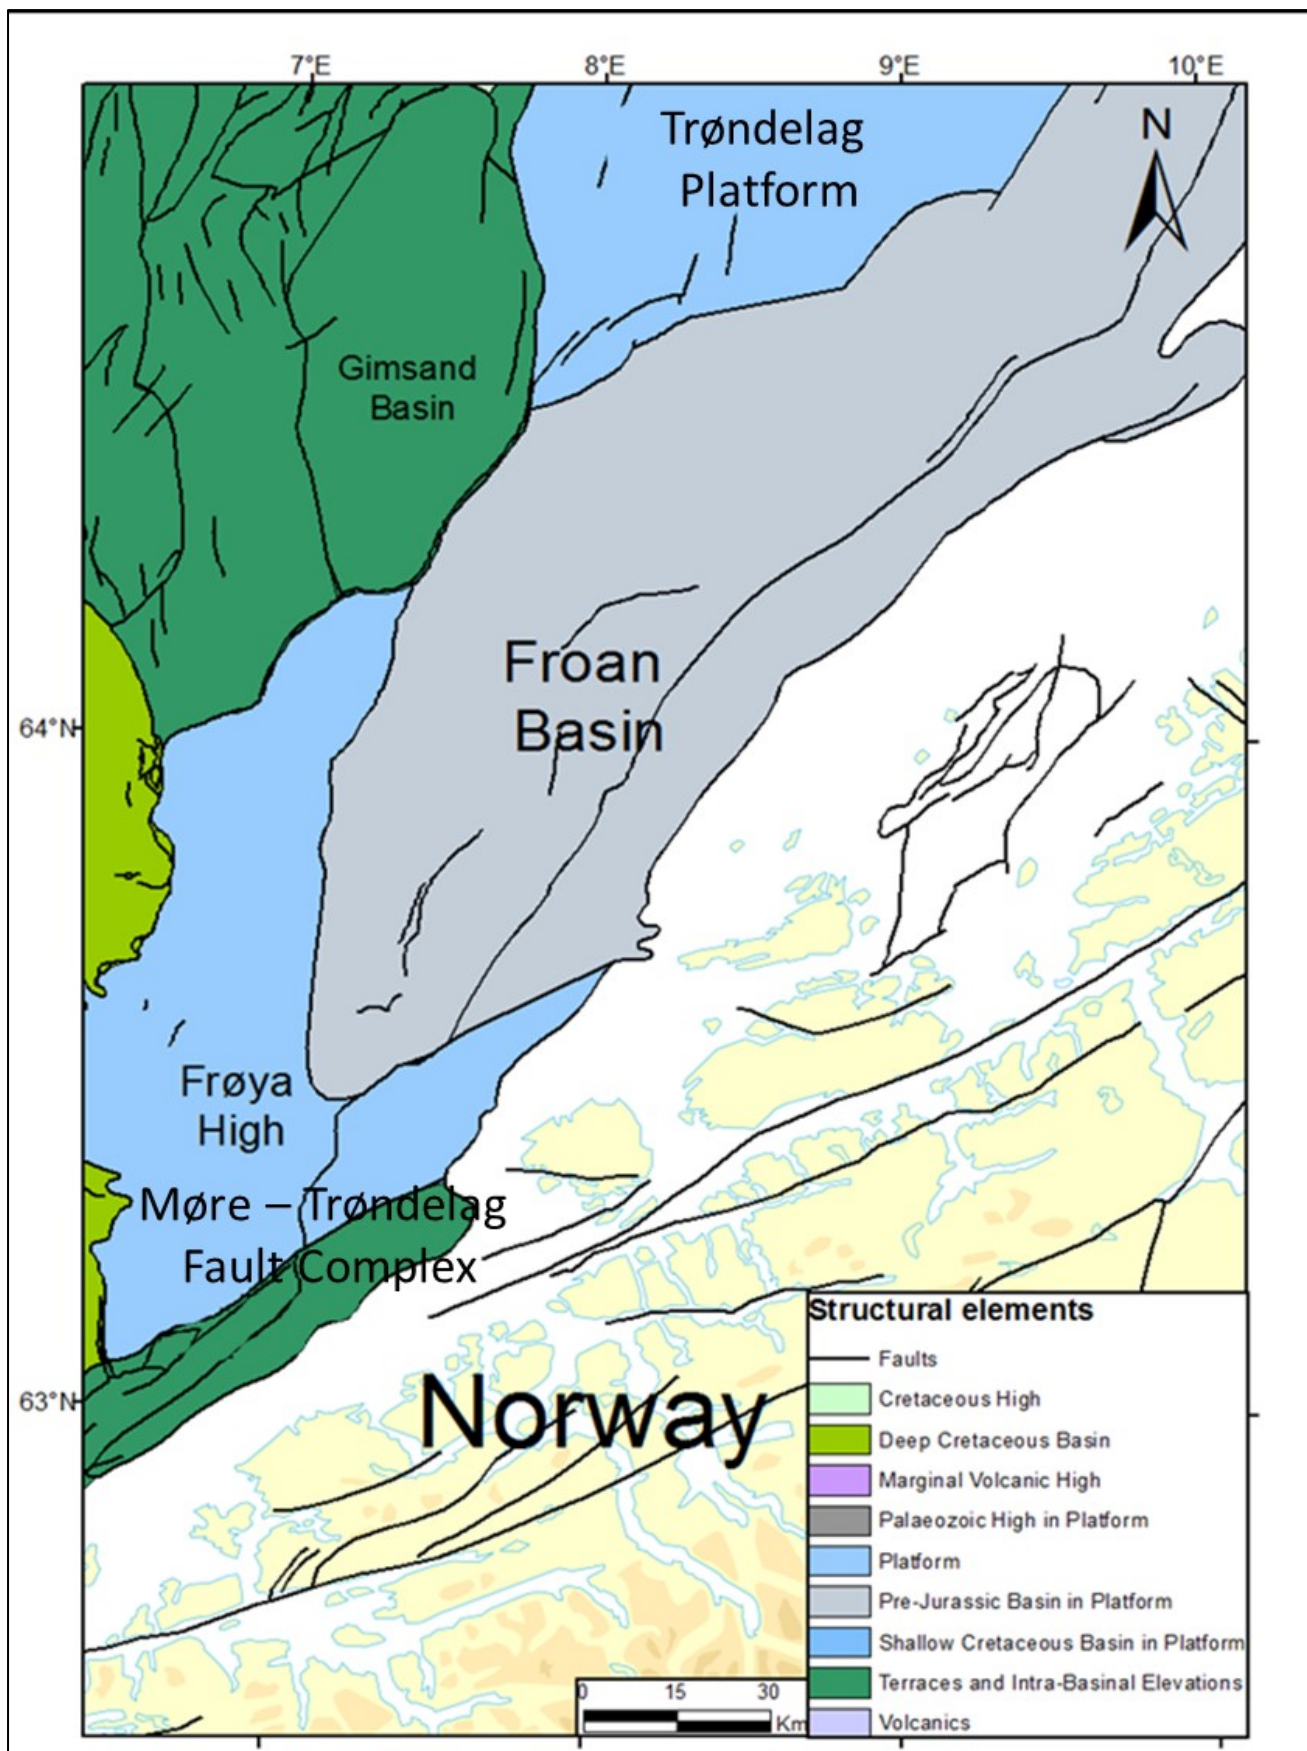 7°E 8°E 9°E 10°E
Trøndelag
Platform
N
Gimsand
Basin
Froan
Basin
64°N
Frøya
High
Møre – Trøndelag
Fault Complex
63°N
Norway
Structural elements
Faults
Cretaceous High
Deep Cretaceous Basin
Marginal Volcanic High
Palaeozoic High in Platform
Platform
Pre-Jurassic Basin in Platform
Shallow Cretaceous Basin in Platform
Terraces and Intra-Basinal Elevations
Volcanics
0 15 30
Km